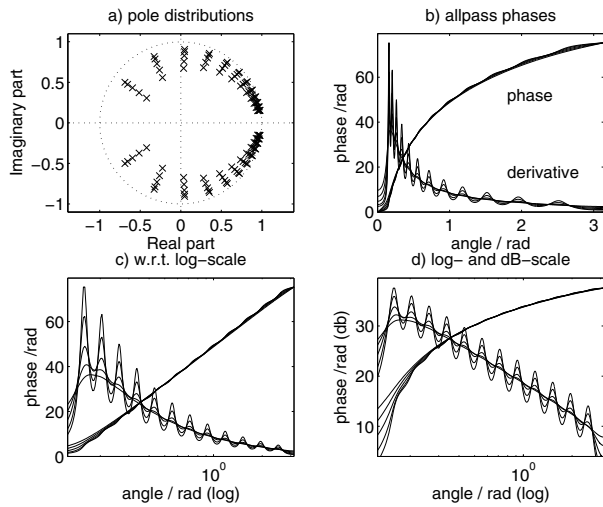 a) pole distributions
1
0.5
0
−0.5
−1
Imaginary part
−1 −0.5 0 0.5 1
Real part
b) allpass phases
60
40
20
0
phase /rad
phase
derivative
0 1 2 3
angle / rad
c) w.r.t. log−scale
60
40
20
0
phase /rad
10^0
angle / rad (log)
d) log− and dB−scale
30
20
10
phase /rad (db)
10^0
angle / rad (log)